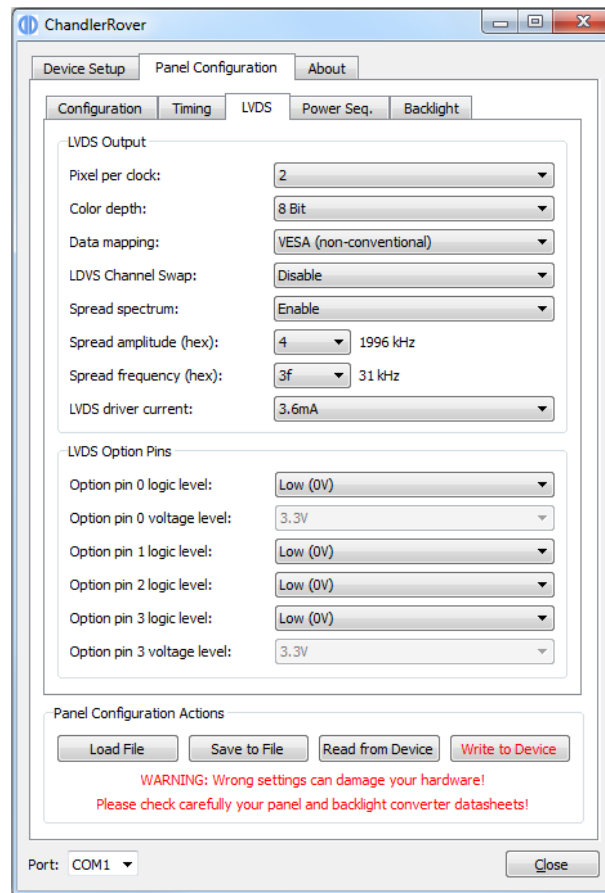 ChandlerRover
Device Setup Panel Configuration About
Configuration Timing LVDS Power Seq. Backlight
LVDS Output
Pixel per clock: 2
Color depth: 8 Bit
Data mapping: VESA (non-conventional)
LDVS Channel Swap: Disable
Spread spectrum: Enable
Spread amplitude (hex): 4 1996 kHz
Spread frequency (hex): 3f 31 kHz
LVDS driver current: 3.6mA
LVDS Option Pins
Option pin 0 logic level: Low (0V)
Option pin 0 voltage level: 3.3V
Option pin 1 logic level: Low (0V)
Option pin 2 logic level: Low (0V)
Option pin 3 logic level: Low (0V)
Option pin 3 voltage level: 3.3V
Panel Configuration Actions
Load File Save to File Read from Device Write to Device
WARNING: Wrong settings can damage your hardware!
Please check carefully your panel and backlight converter datasheets!
Port: COM1 Close